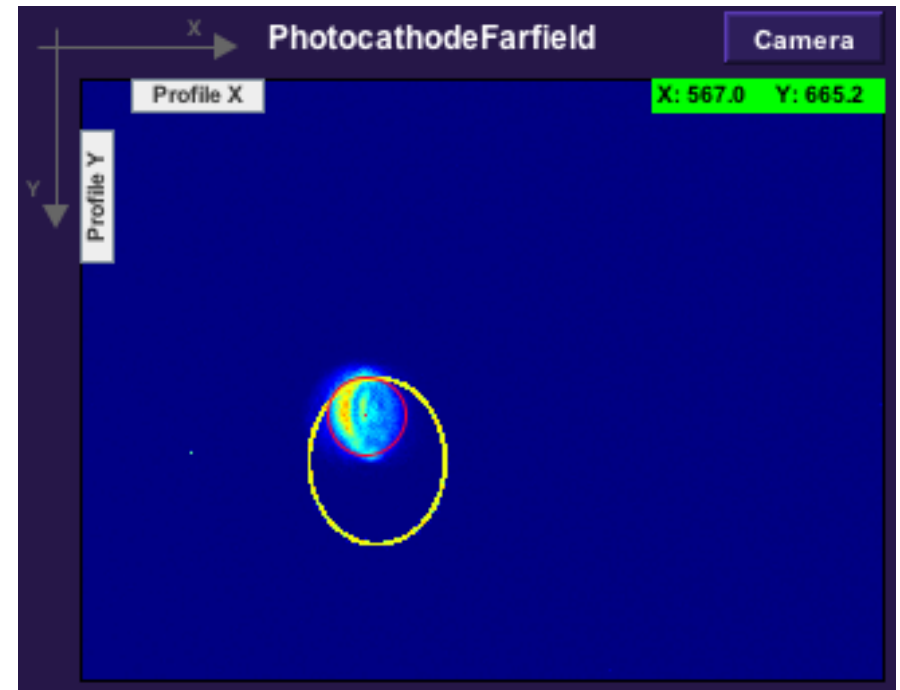 X
PhotocathodeFarfield
Camera
Profile X
X: 567.0 Y: 665.2
Profile Y
Y